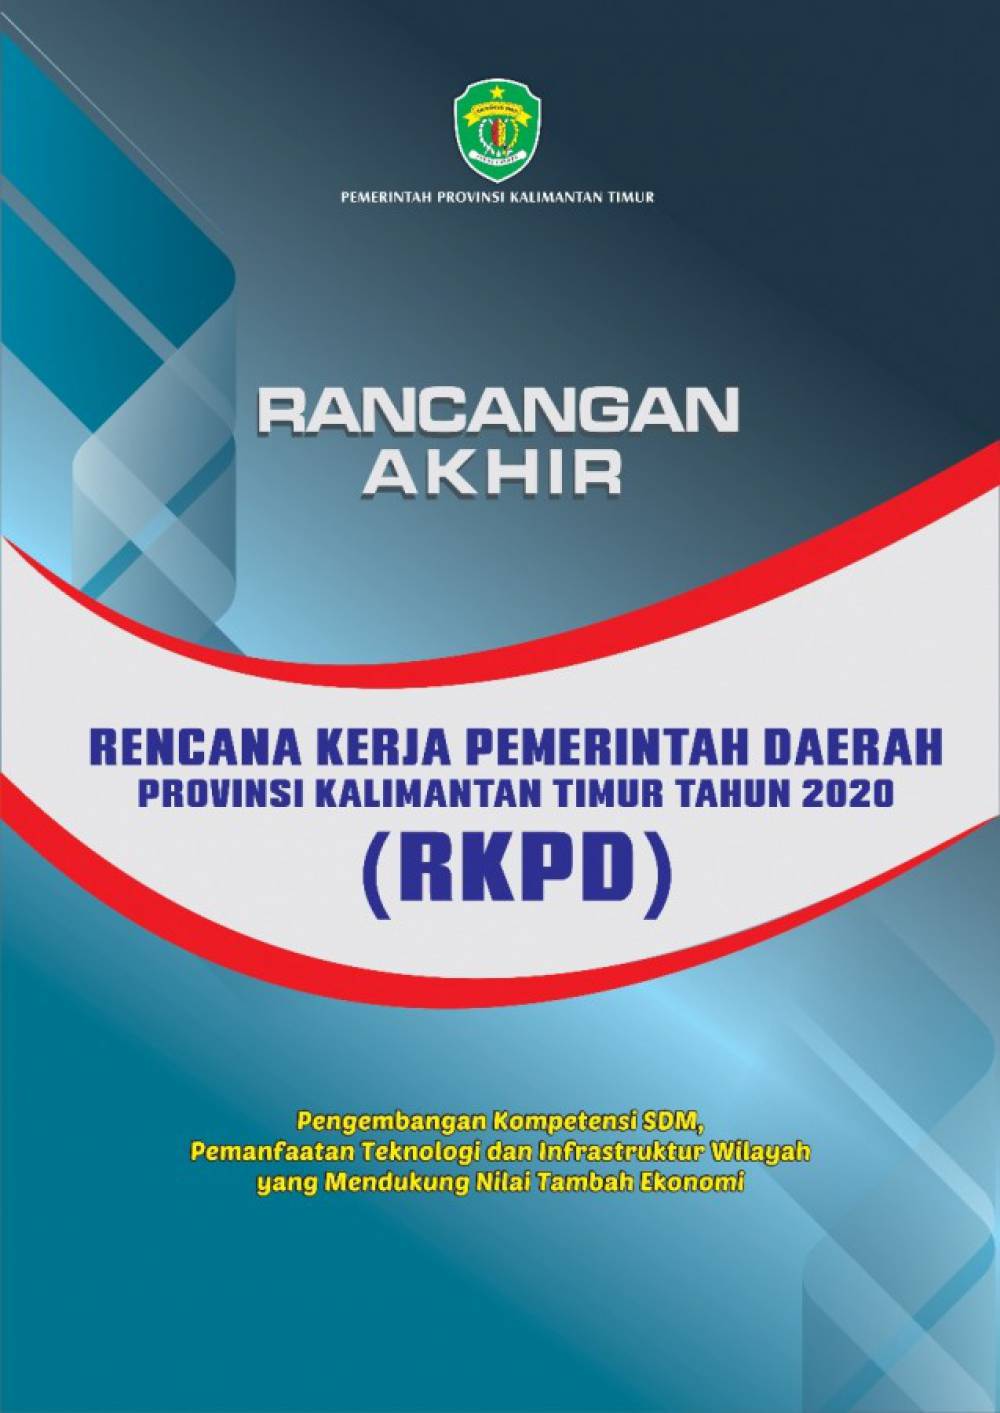 PEMERINTAH PROVINSI KALIMANTAN TIMUR
RANCANGAN
AKHIR
RENCANA KERJA PEMERINTAH DAERAH
PROVINSI KALIMANTAN TIMUR TAHUN 2020
(RKPD)
Pengembangan Kompetensi SDM,
Pemanfaatan Teknologi dan Infrastruktur Wilayah
yang Mendukung Nilai Tambah Ekonomi